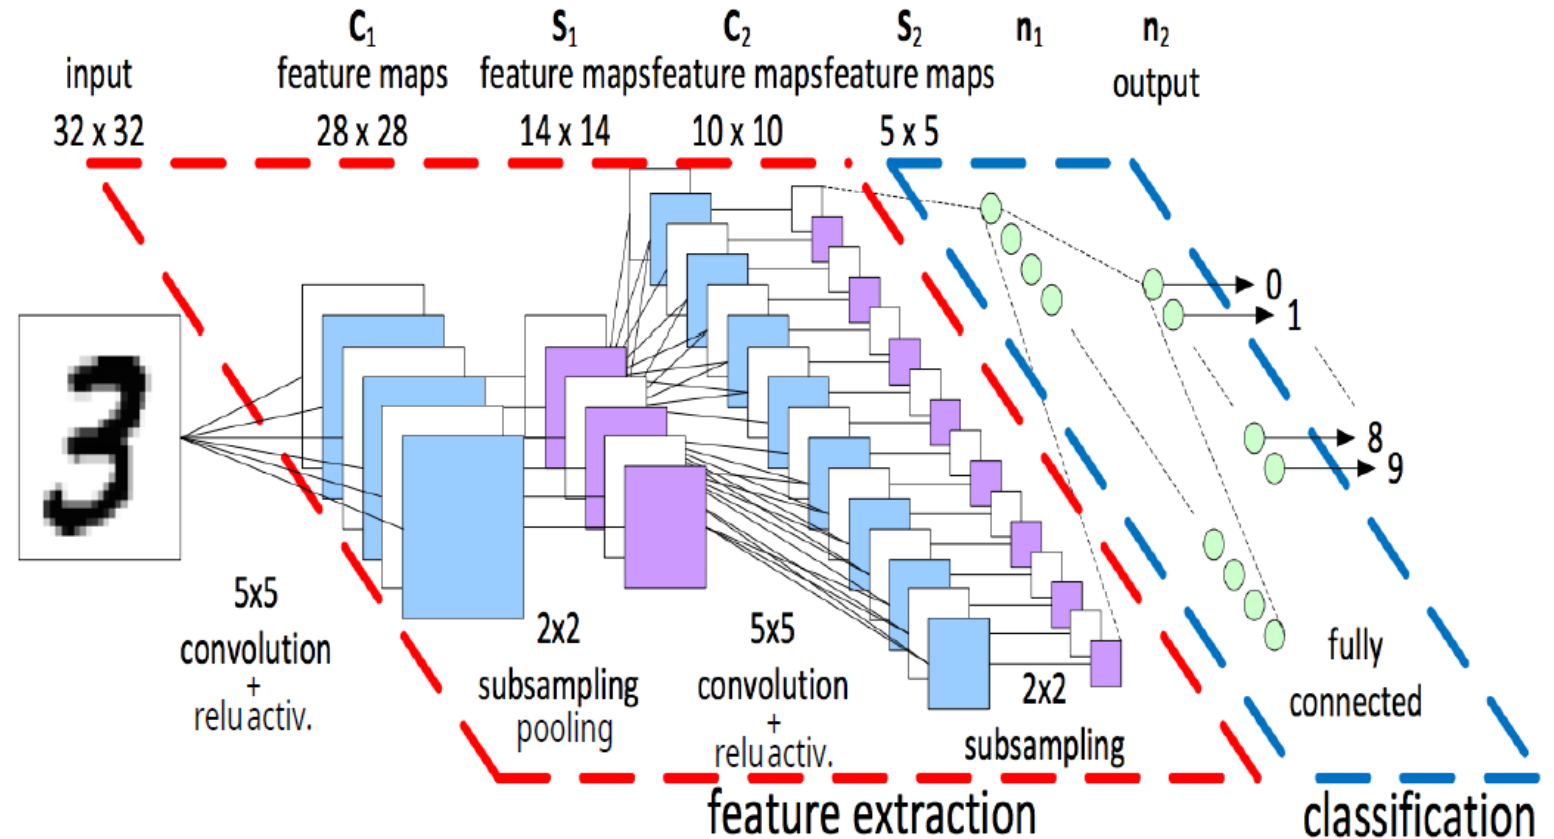 C1
S1
C2
S2
n1
n2
input
feature maps
feature maps
feature maps
feature maps
output
32 x 32
28 x 28
14 x 14
10 x 10
5 x 5
3
0
1
8
9
5x5
convolution
+
relu activ.
2x2
subsampling
pooling
5x5
convolution
+
relu activ.
2x2
subsampling
fully
connected
feature extraction
classification